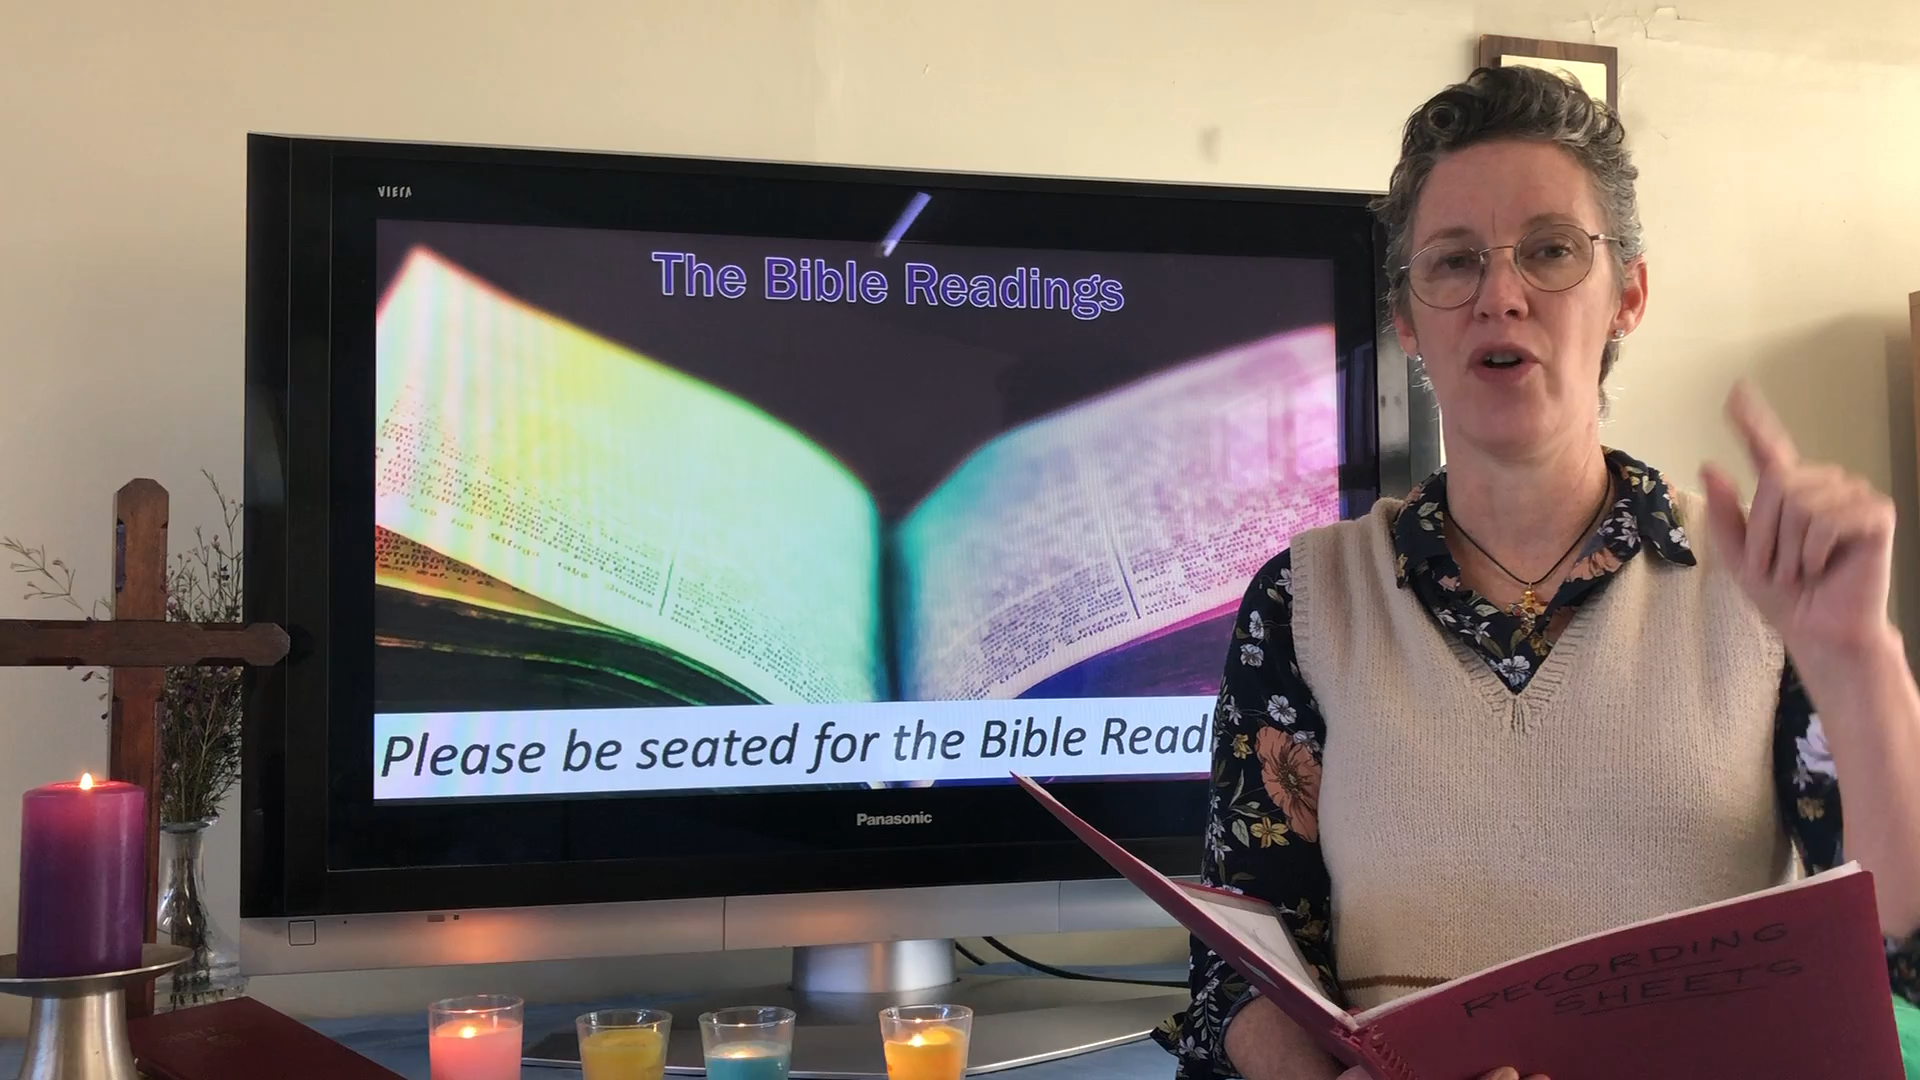 VIERA
The Bible Readings
Please be seated for the Bible Read
Panasonic
RECORDING
SHEETS